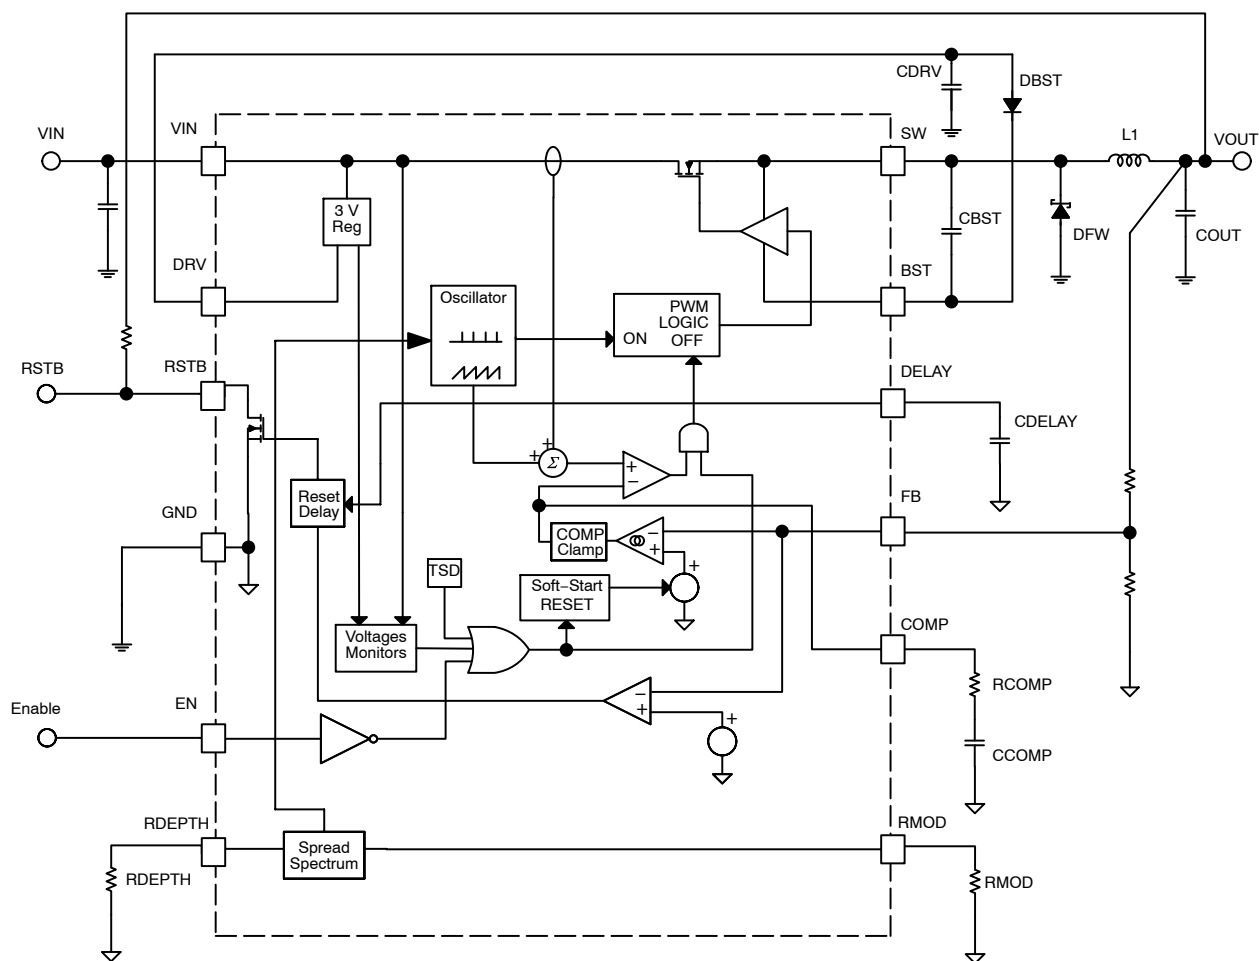 CDRV
DBST
VIN
VIN
SW
L1
VOUT
3 V
Reg
CBST
DFW
COUT
DRV
BST
Oscillator
PWM
LOGIC
ON
OFF
RSTB
RSTB
DELAY
CDELAY
+
+
Σ
+
−
Reset
Delay
GND
FB
COMP
Clamp
−
+
+
TSD
Soft−Start
RESET
COMP
Voltages
Monitors
RCOMP
Enable
EN
−
+
+
CCOMP
RDEPTH
RMOD
Spread
Spectrum
RDEPTH
RMOD